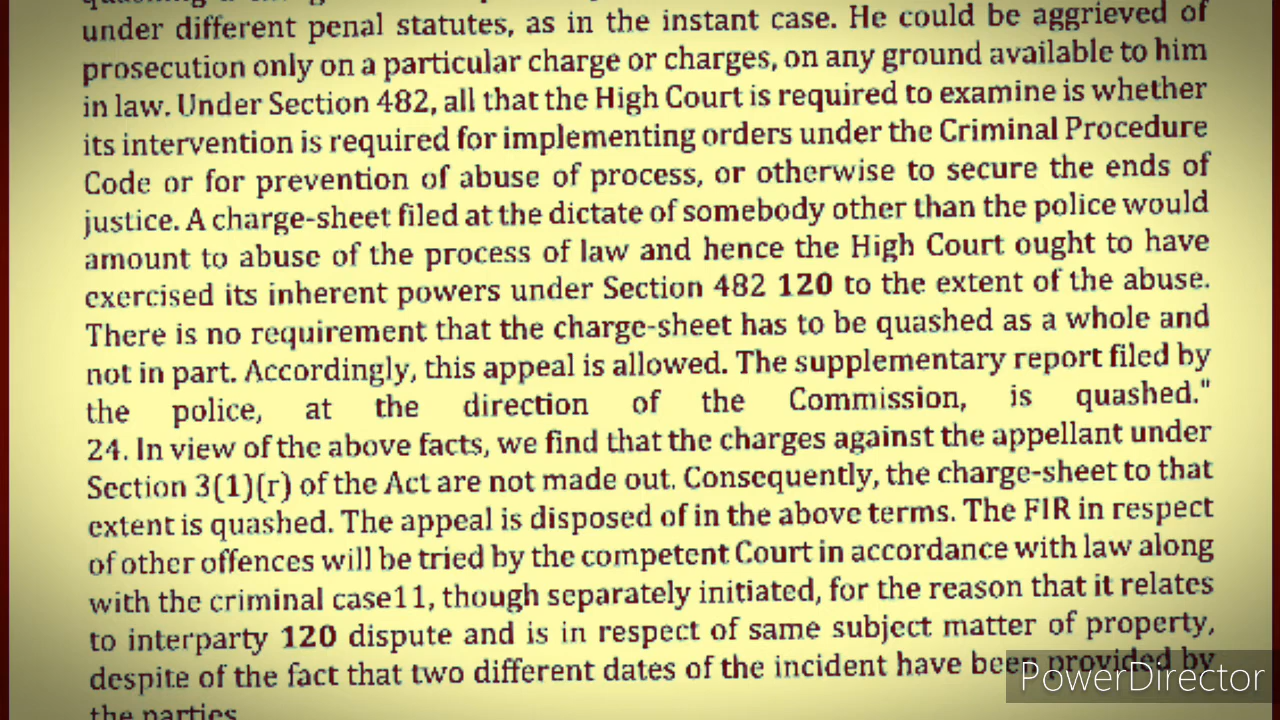 under different penal statutes, as in the instant case. He could be aggrieved of
prosecution only on a particular charge or charges, on any ground available to him
in law. Under Section 482, all that the High Court is required to examine is whether
its intervention is required for implementing orders under the Criminal Procedure
Code or for prevention of abuse of process, or otherwise to secure the ends of
justice. A charge-sheet filed at the dictate of somebody other than the police would
amount to abuse of the process of law and hence the High Court ought to have
exercised its inherent powers under Section 482 120 to the extent of the abuse.
There is no requirement that the charge-sheet has to be quashed as a whole and
not in part. Accordingly, this appeal is allowed. The supplementary report filed by
the police, at the direction of the Commission, is quashed."
24. In view of the above facts, we find that the charges against the appellant under
Section 3(1)(r) of the Act are not made out. Consequently, the charge-sheet to that
extent is quashed. The appeal is disposed of in the above terms. The FIR in respect
of other offences will be tried by the competent Court in accordance with law along
with the criminal case11, though separately initiated, for the reason that it relates
to interparty 120 dispute and is in respect of same subject matter of property,
despite of the fact that two different dates of the incident have been provided by
the parties
PowerDirector